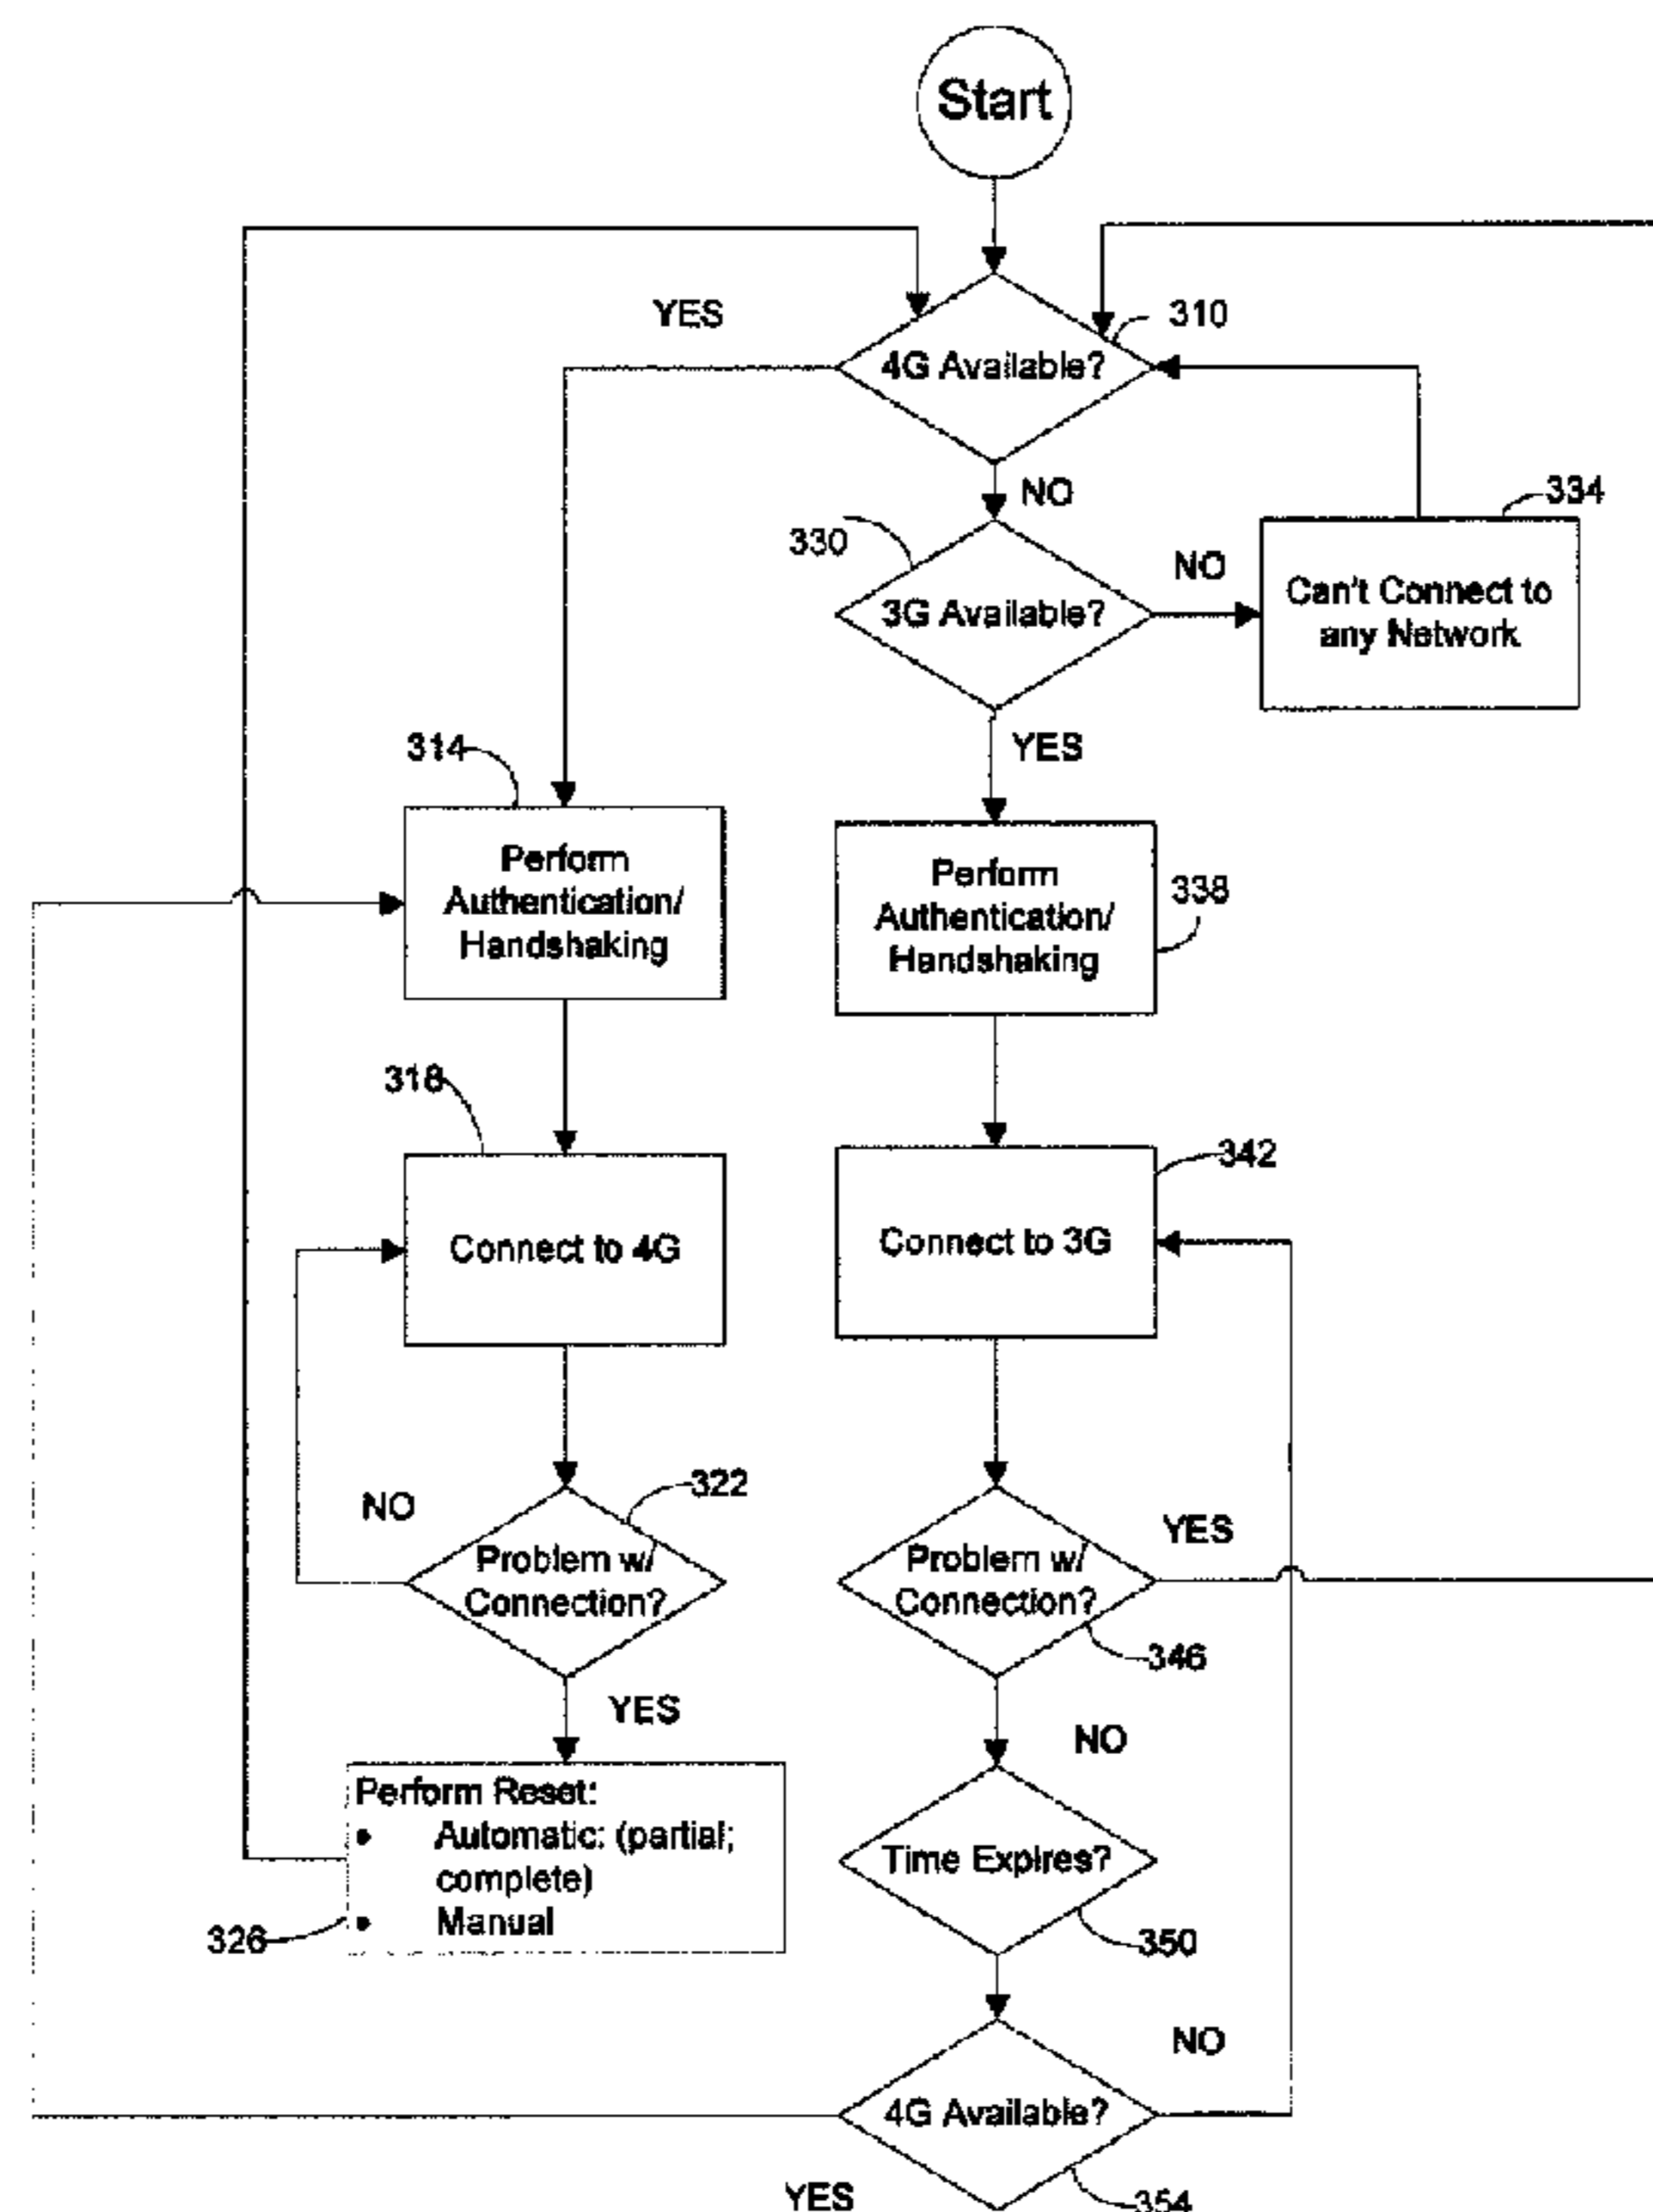 Start
YES
310
4G Available?
NO
334
330
NO
3G Available?
Can't Connect to
any Network
314
YES
Perform
Authentication/
Handshaking
Perform
Authentication/
Handshaking
338
318
342
Connect to 4G
Connect to 3G
322
NO
Problem w/
Connection?
YES
Problem w/
Connection?
346
YES
NO
Perform Reset:
• Automatic: (partial;
complete)
• Manual
326
Time Expires?
350
NO
4G Available?
YES
354